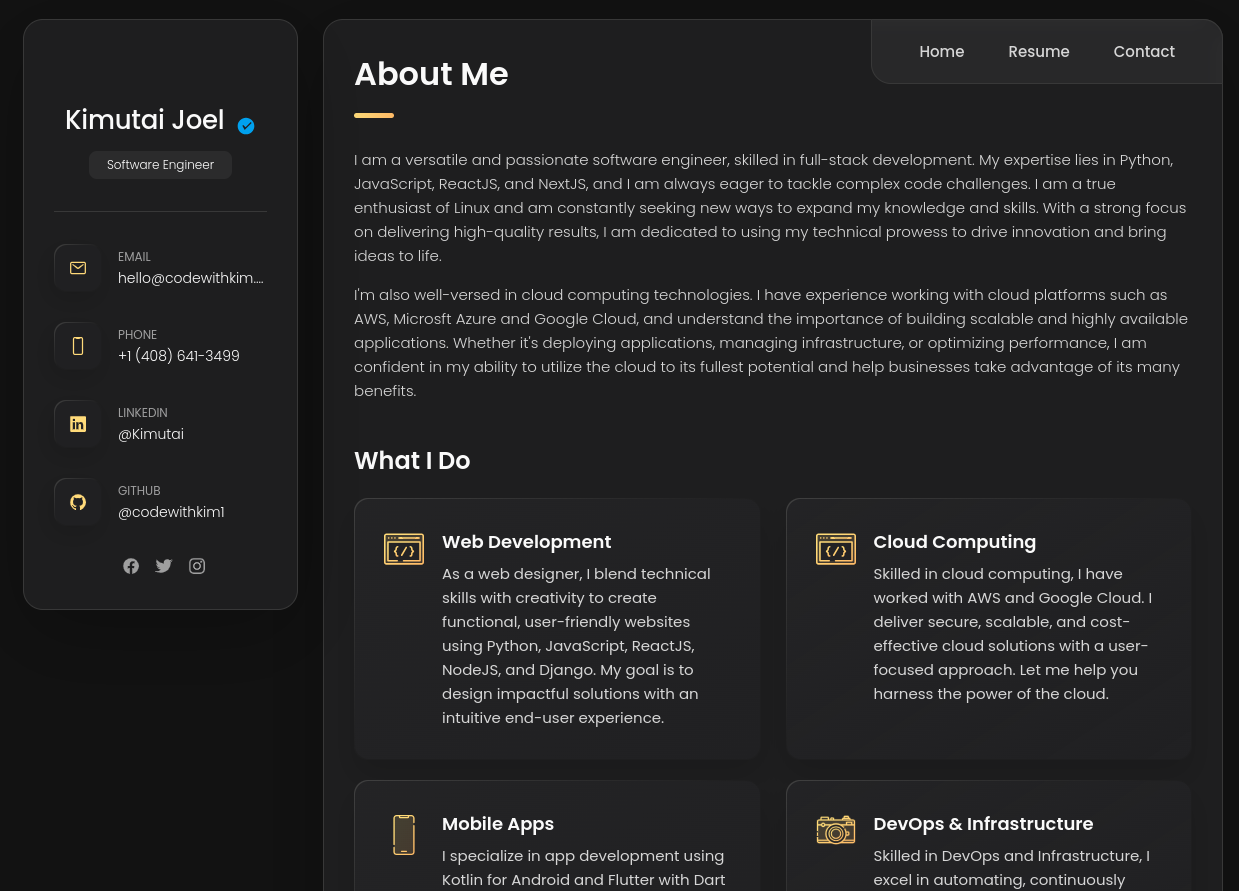 Kimutai Joel
Software Engineer
EMAIL
hello@codewithkim....
PHONE
+1 (408) 641-3499
LINKEDIN
@Kimutai
GITHUB
@codewithkim1
Home Resume Contact
About Me
I am a versatile and passionate software engineer, skilled in full-stack development. My expertise lies in Python,
JavaScript, ReactJS, and NextJS, and I am always eager to tackle complex code challenges. I am a true
enthusiast of Linux and am constantly seeking new ways to expand my knowledge and skills. With a strong focus
on delivering high-quality results, I am dedicated to using my technical prowess to drive innovation and bring
ideas to life.
I'm also well-versed in cloud computing technologies. I have experience working with cloud platforms such as
AWS, Microsft Azure and Google Cloud, and understand the importance of building scalable and highly available
applications. Whether it's deploying applications, managing infrastructure, or optimizing performance, I am
confident in my ability to utilize the cloud to its fullest potential and help businesses take advantage of its many
benefits.
What I Do
Web Development
As a web designer, I blend technical
skills with creativity to create
functional, user-friendly websites
using Python, JavaScript, ReactJS,
NodeJS, and Django. My goal is to
design impactful solutions with an
intuitive end-user experience.
Cloud Computing
Skilled in cloud computing, I have
worked with AWS and Google Cloud. I
deliver secure, scalable, and cost-
effective cloud solutions with a user-
focused approach. Let me help you
harness the power of the cloud.
Mobile Apps
I specialize in app development using
Kotlin for Android and Flutter with Dart
DevOps & Infrastructure
Skilled in DevOps and Infrastructure, I
excel in automating, continuously